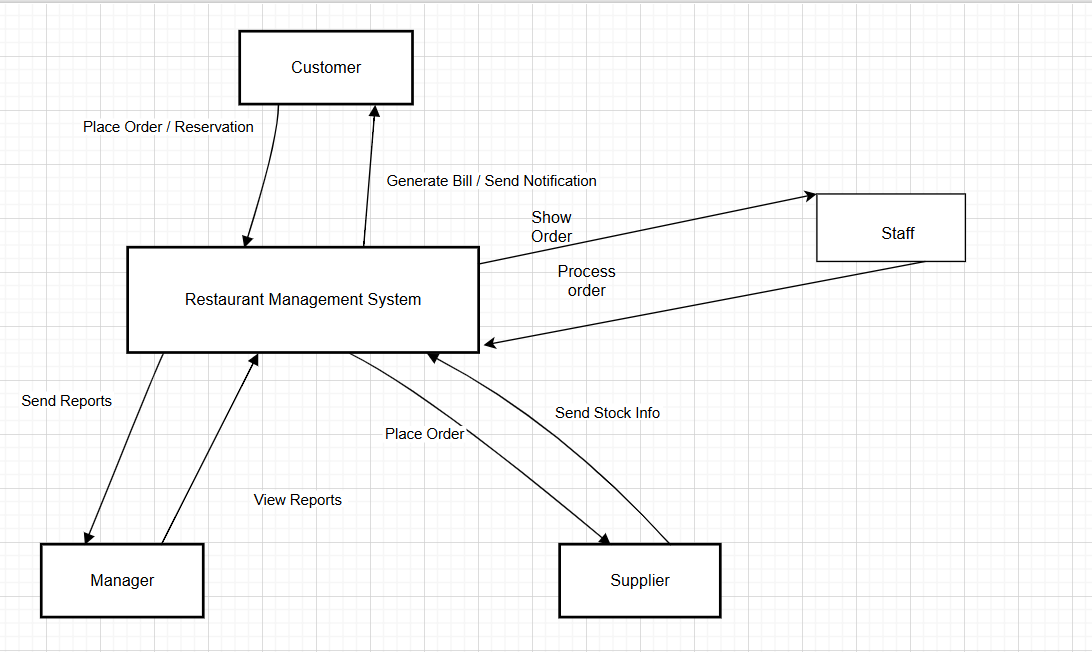 Customer
Place Order / Reservation
Generate Bill / Send Notification
Show
Order
Staff
Process
order
Restaurant Management System
Send Reports
Send Stock Info
Place Order
View Reports
Manager
Supplier